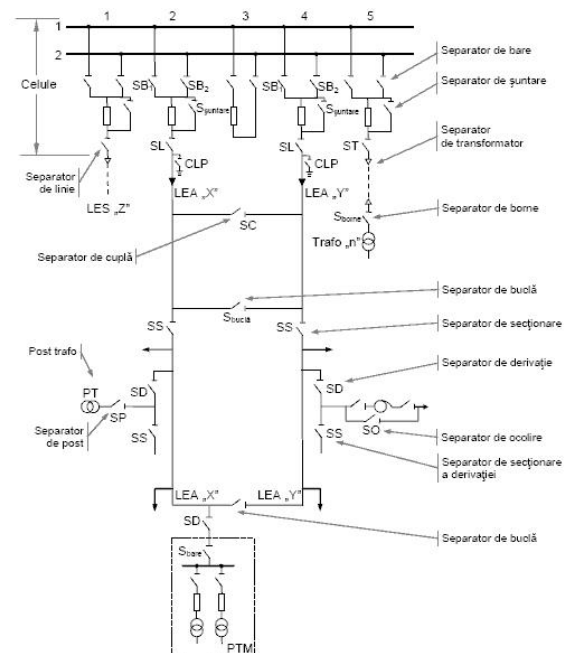 1 2 3 4 5
1
2
Celule
SB1 SB2 SB1 SB2
Sșuntare Sșuntare
Separator de bare
Separator de șuntare
SL SL ST
CLP CLP
Separator
de transformator
Separator
de linie
LES „Z”
LEA „X” LEA „Y”
Sborne
Separator de borne
Trafo „n”
SC
Separator de cuplă
Separator de buclă
Sbuclă
SS SS
Separator de secționare
Post trafo
Separator de derivație
PT SD SD
SP
SO
Separator de ocolire
Separator
de post
SS SS
Separator de secționare
a derivației
LEA „X” LEA „Y”
SD
Separator de buclă
Sbare
PTM